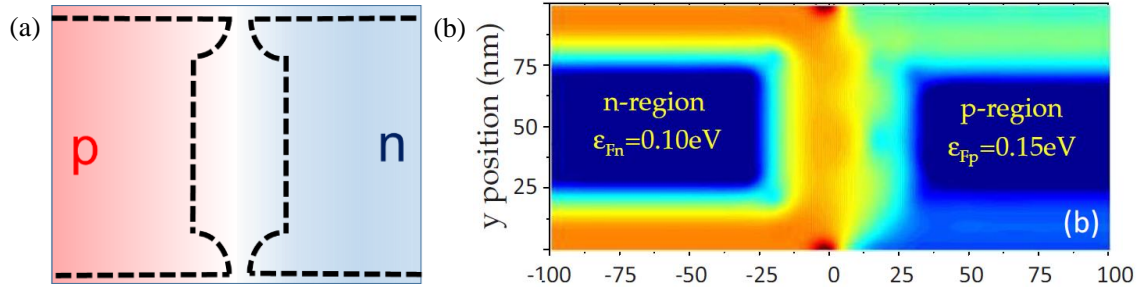 (a)
p
n
(b)
y position (nm)
75
50
25
n-region
εFn=0.10eV
p-region
εFp=0.15eV
(b)
-100 -75 -50 -25 0 25 50 75 100